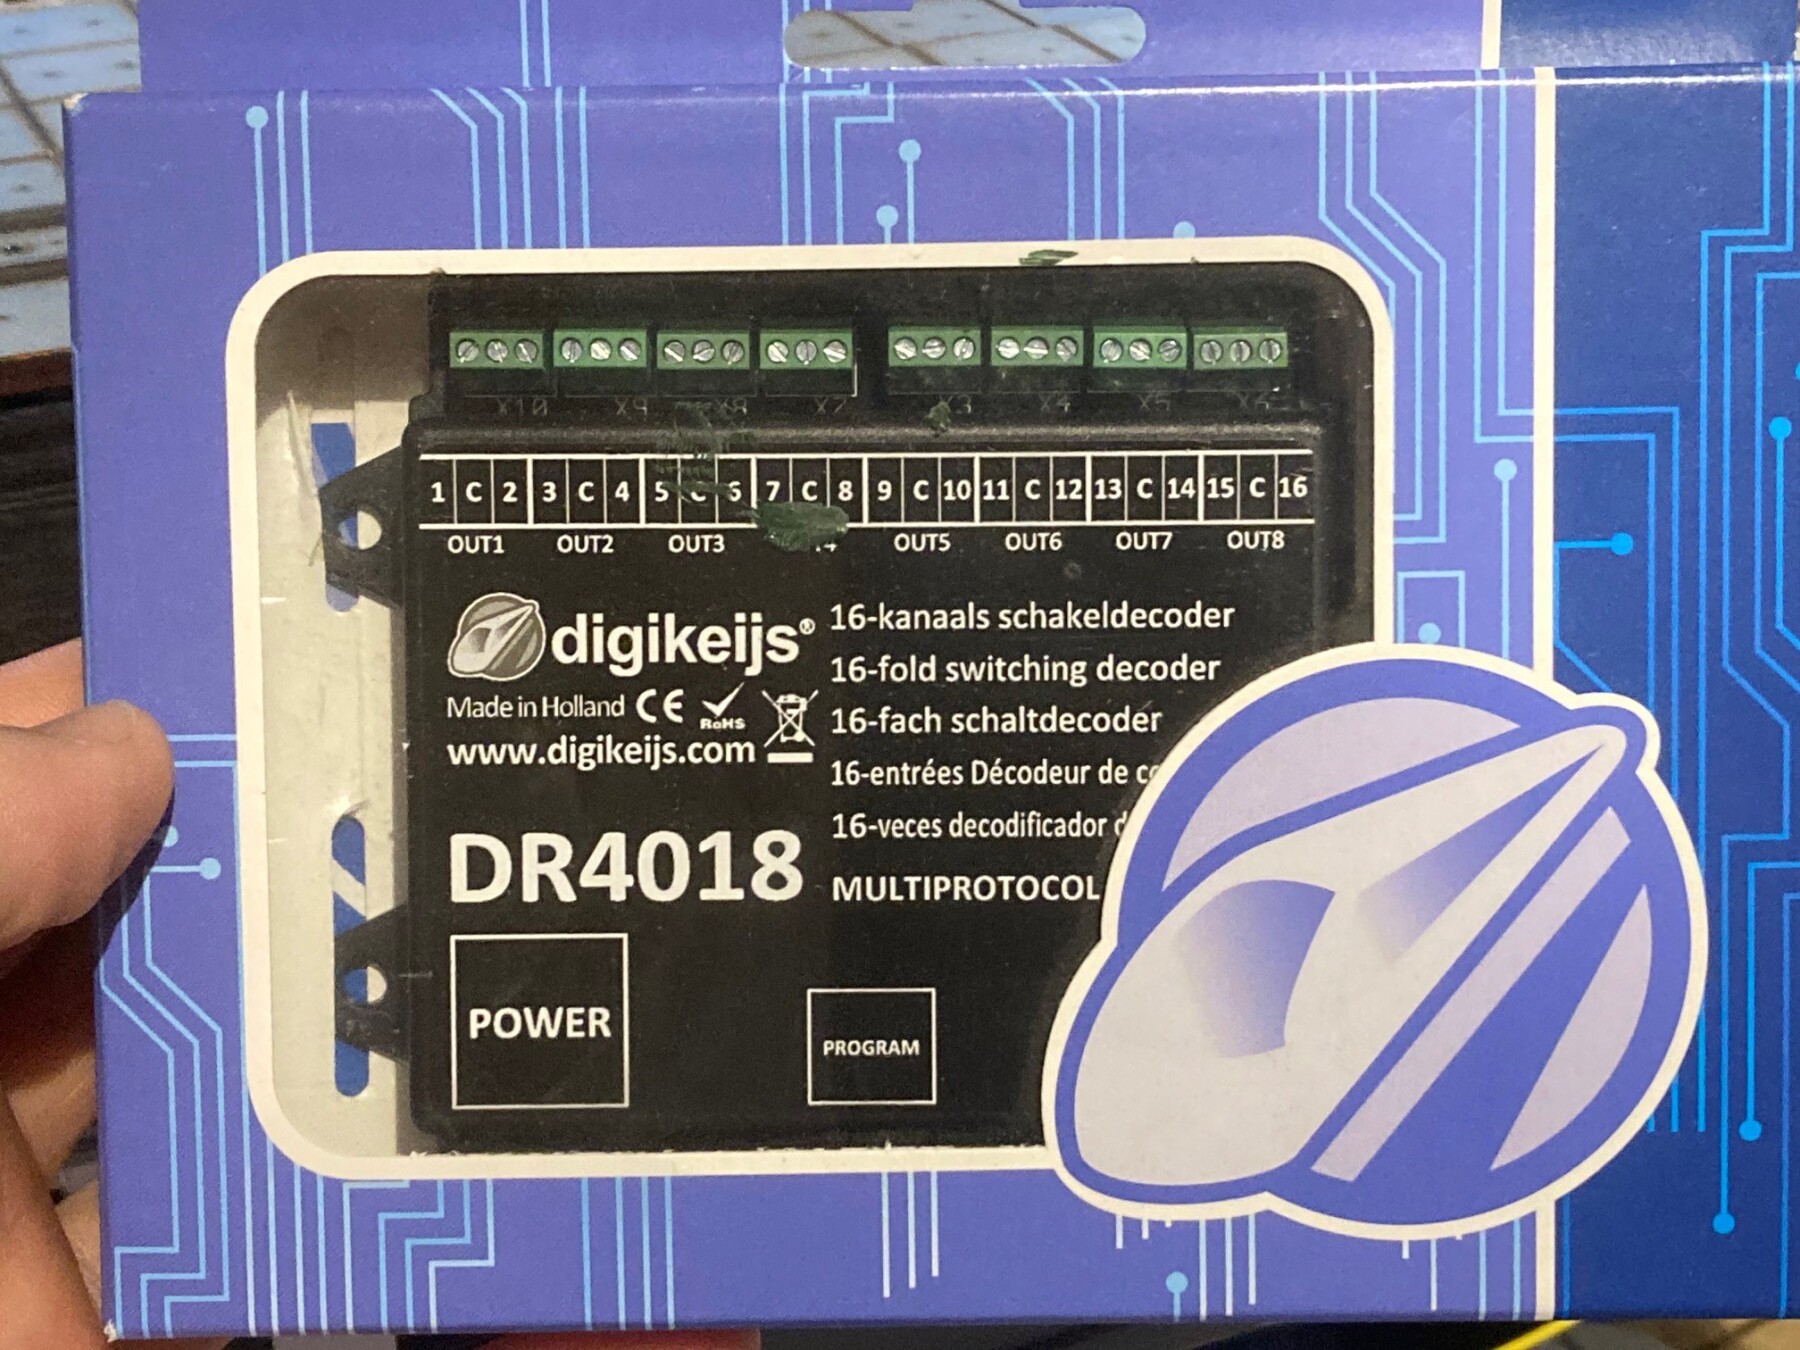 X10 X9 X8 X7 X3 X4 X5 X6
1 C 2 3 C 4 5 C 6 7 C 8 9 C 10 11 C 12 13 C 14 15 C 16
OUT1 OUT2 OUT3 OUT5 OUT6 OUT7 OUT8
digikeijs®
Made in Holland CE RoHS
www.digikeijs.com
16-kanaals schakeldecoder
16-fold switching decoder
16-fach schaltdecoder
16-entrées Décodeur de
16-veces decodificador
DR4018
MULTIPROTOCOL
POWER
PROGRAM